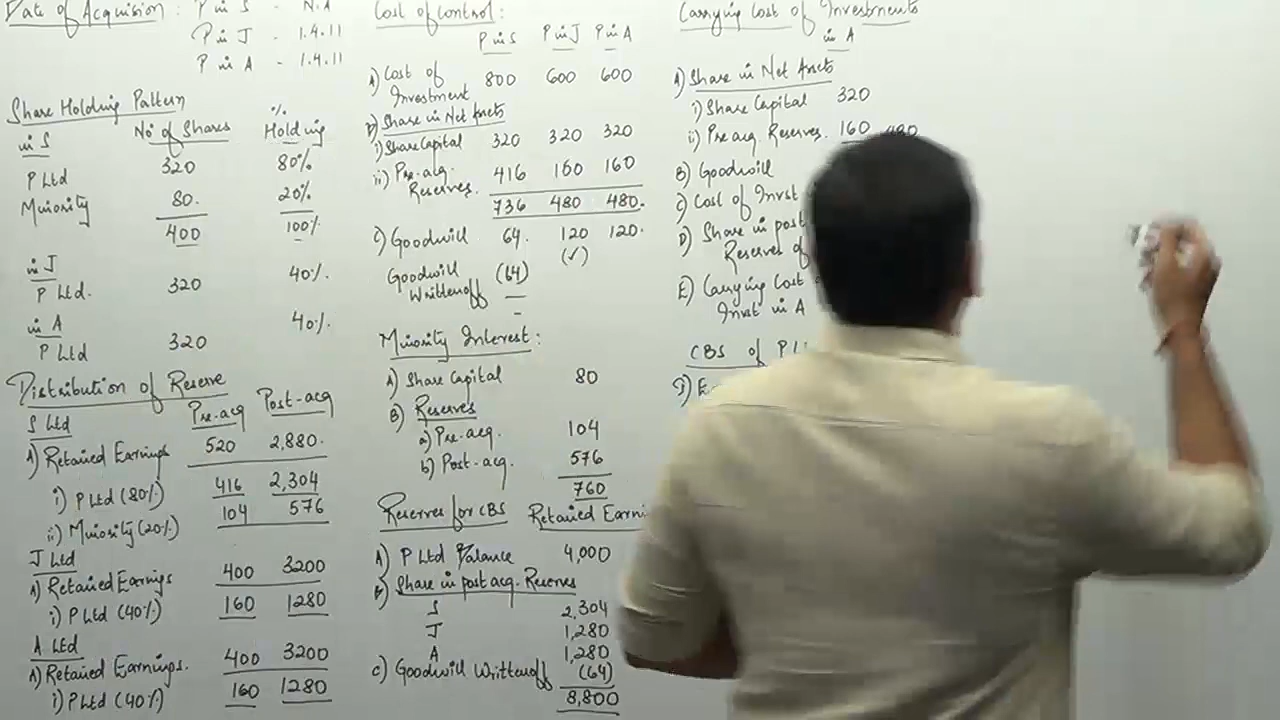 Date of Acquision : P in S - N.A
P in J - 1.4.11
P in A - 1.4.11
Share Holding Pattern
in S No of Shares % Holding
P Ltd 320 80%
Minority 80. 20%
400 100%
in J
P Ltd. 320 40%.
in A
P Ltd 320 40%.
Distribution of Reserve
S Ltd Pre-acq Post-acq
A) Retained Earnings 520 2,880.
i) P Ltd (80%) 416 2,304
ii) Minority (20%) 104 576
J Ltd
A) Retained Earnigs 400 3200
i) P Ltd (40%) 160 1280
A Ltd
A) Retained Earnings. 400 3200
i) P Ltd (40%) 160 1280
Cost of Control :
P in S P in J P in A
A) Cost of Investment 800 600 600
B) Share in Net Assets
i) Share Capital 320 320 320
ii) Pre-acq. Reserves. 416 160 160
736 480 480.
C) Goodwill 64. 120 120.
(✓)
Goodwill Writtenoff (64)
Minority Interest :
A) Share Capital 80
B) Reserves
a) Pre-acq. 104
b) Post-acq. 576
760
Reserves for CBS Retained Earni
A) P Ltd Balance 4,000
B) Share in post acq. Reserves
S 2,304
J 1,280
A 1,280
C) Goodwill Writtenoff (64)
8,800
Carrying Cost of Investments
in A
A) Share in Net Assets
i) Share Capital 320
ii) Pre acq. Reserves. 160 480
B) Goodwill
C) Cost of Invst
D) Share in post
Reserves of
E) Carrying Cost
Invst in A
CBS of P L